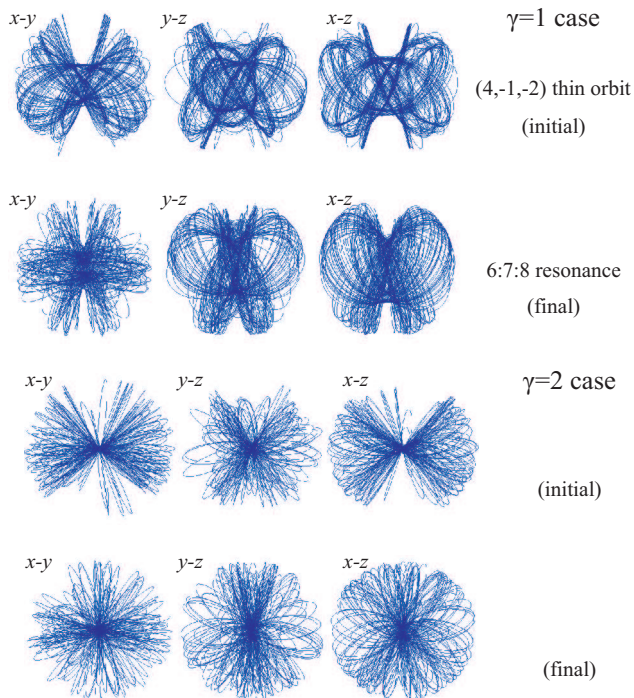 x-y y-z x-z γ=1 case
(4,-1,-2) thin orbit
(initial)
x-y y-z x-z
6:7:8 resonance
(final)
x-y y-z x-z γ=2 case
(initial)
x-y y-z x-z
(final)